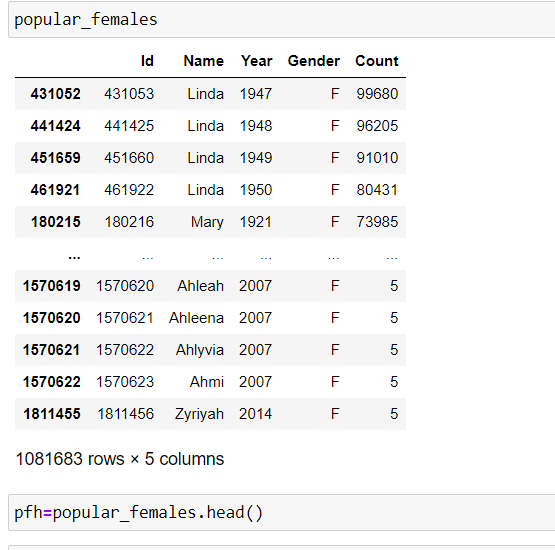 popular_females
Id Name Year Gender Count
431052 431053 Linda 1947 F 99680
441424 441425 Linda 1948 F 96205
451659 451660 Linda 1949 F 91010
461921 461922 Linda 1950 F 80431
180215 180216 Mary 1921 F 73985
... ... ... ... ... ...
1570619 1570620 Ahleah 2007 F 5
1570620 1570621 Ahleena 2007 F 5
1570621 1570622 Ahlyvia 2007 F 5
1570622 1570623 Ahmi 2007 F 5
1811455 1811456 Zyriyah 2014 F 5
1081683 rows × 5 columns
pfh=popular_females.head()